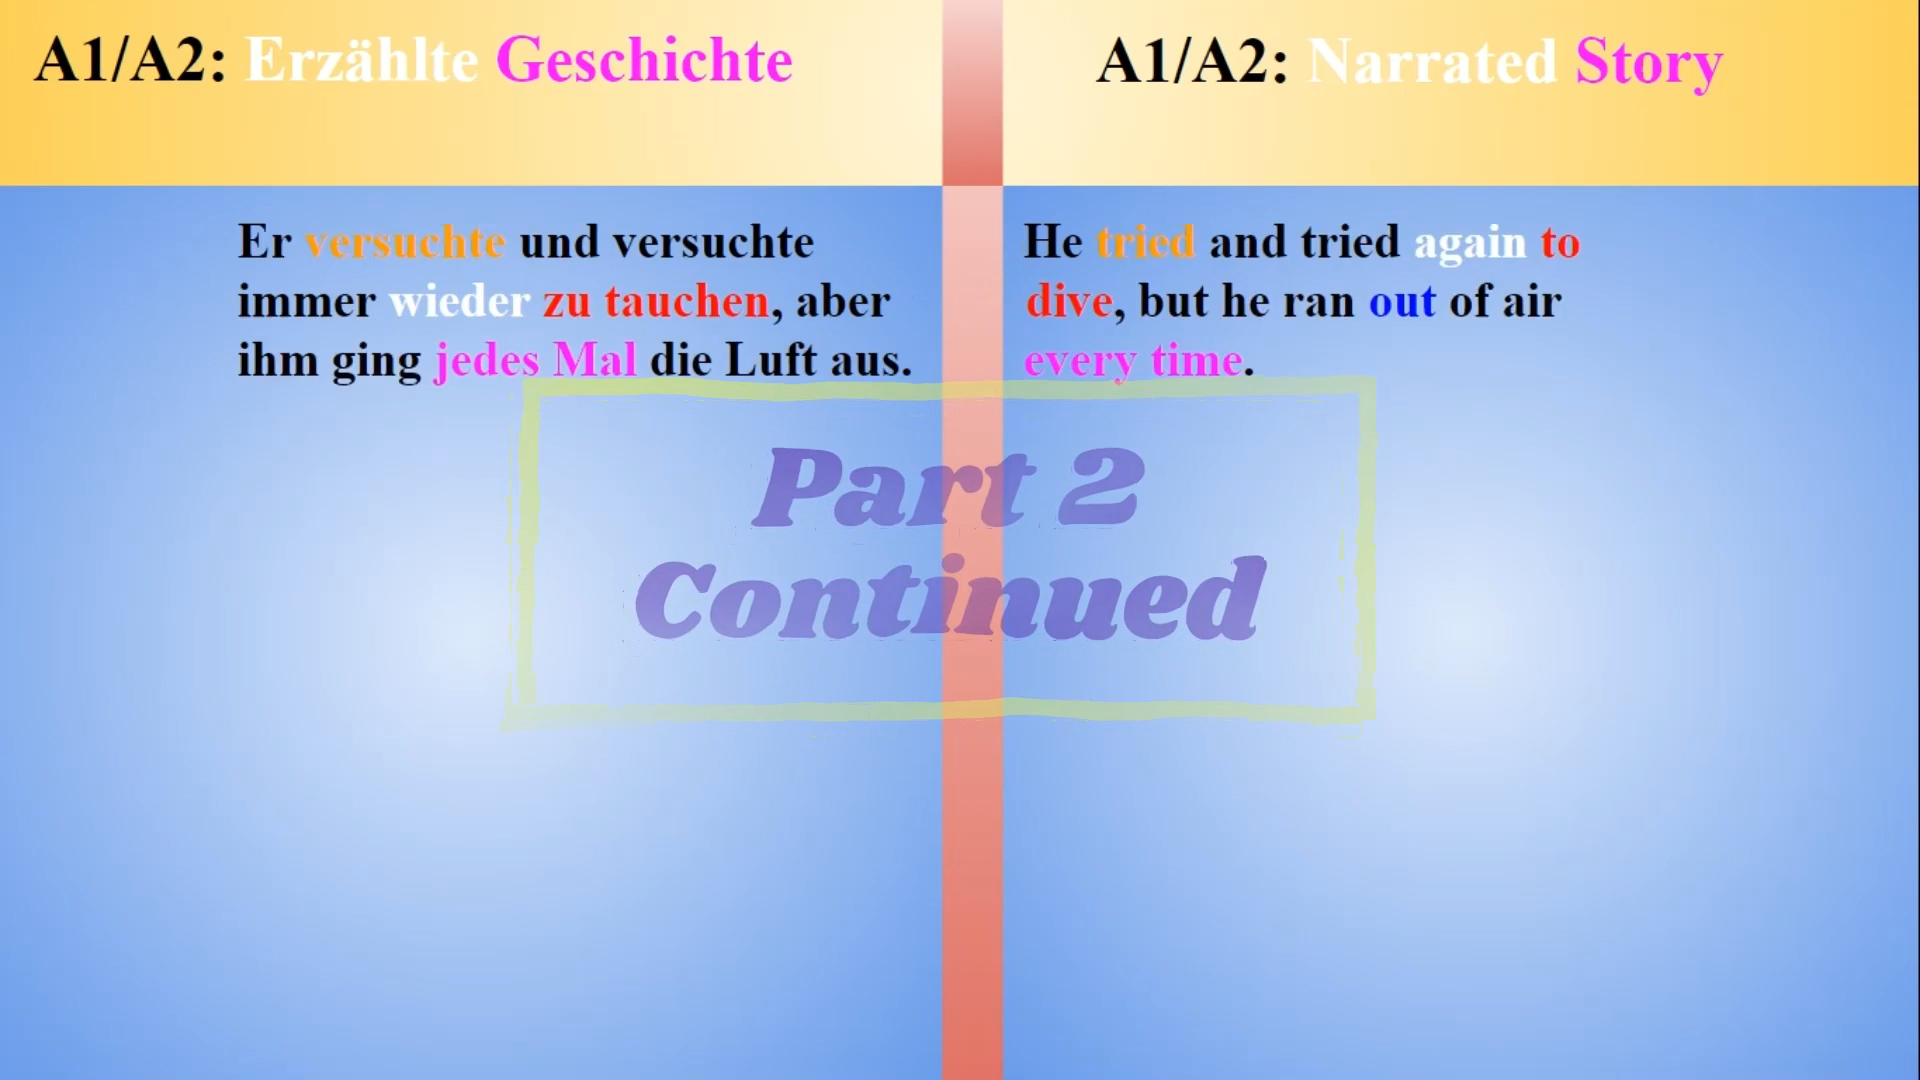 A1/A2: Erzählte Geschichte
A1/A2: Narrated Story
Er versuchte und versuchte
immer wieder zu tauchen, aber
ihm ging jedes Mal die Luft aus.
He tried and tried again to
dive, but he ran out of air
every time.
Part 2
Continued